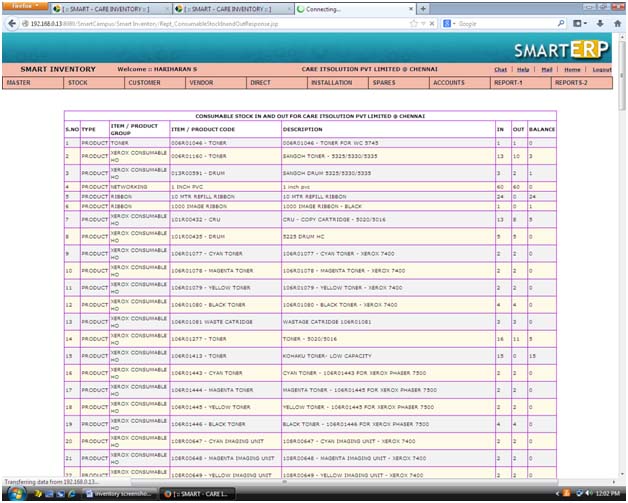 Firefox
[ :: SMART - CARE INVENTORY :: ]
[ :: SMART - CARE INVENTORY :: ]
Connecting...
192.168.0.13:8080/SmartCampus/Smart Inventory/Rept_ConsumableStockInandOutResponse.jsp
Google
SMARTERP
SMART INVENTORY Welcome :: HARIHARAN S CARE ITSOLUTION PVT LIMITED @ CHENNAI Chat | Help | Mail | Home | Logout
MASTER STOCK CUSTOMER VENDOR DIRECT INSTALLATION SPARES ACCOUNTS REPORT-1 REPORTS-2
CONSUMABLE STOCK IN AND OUT FOR CARE ITSOLUTION PVT LIMITED @ CHENNAI
S.NO TYPE ITEM / PRODUCT GROUP ITEM / PRODUCT CODE DESCRIPTION IN OUT BALANCE
1 PRODUCT TONER 006R01046 - TONER 006R01046 - TONER FOR WC 5745 1 1 0
2 PRODUCT XEROX CONSUMABLE HO 006R01160 - TONER SANGOH TONER - 5325/5330/5335 13 10 3
3 PRODUCT XEROX CONSUMABLE HO 013R00591 - DRUM SANGOH DRUM 5325/5330/5335 3 2 1
4 PRODUCT NETWORKING 1 INCH PVC 1 inch pvc 60 60 0
5 PRODUCT RIBBON 10 MTR REFILL RIBBON 10 MTR REFILL RIBBON 24 0 24
6 PRODUCT RIBBON 1000 IMAGE RIBBON 1000 IMAGE RIBBON - BLACK 1 0 1
7 PRODUCT XEROX CONSUMABLE HO 101R00432 - CRU CRU - COPY CARTRIDGE - 5020/5016 13 8 5
8 PRODUCT XEROX CONSUMABLE HO 101R00435 - DRUM 5225 DRUM HC 5 5 0
9 PRODUCT XEROX CONSUMABLE HO 106R01077 - CYAN TONER 106R01077 - CYAN TONER - XEROX 7400 2 2 0
10 PRODUCT XEROX CONSUMABLE HO 106R01078 - MAGENTA TONER 106R01078 - MAGENTA TONER - XEROX 7400 2 2 0
11 PRODUCT XEROX CONSUMABLE HO 106R01079 - YELLOW TONER 106R01079 - YELLOW TONER - XEROX 7400 2 2 0
12 PRODUCT XEROX CONSUMABLE HO 106R01080 - BLACK TONER 106R01080 - BLACK TONER - XEROX 7400 4 4 0
13 PRODUCT XEROX CONSUMABLE HO 106R01081 WASTE CATRIDGE WASTAGE CATRIDGE 106R01081 3 3 0
14 PRODUCT XEROX CONSUMABLE HO 106R01277 - TONER TONER - 5020/5016 16 11 5
15 PRODUCT XEROX CONSUMABLE HO 106R01413 - TONER KOHAKU TONER- LOW CAPACITY 15 0 15
16 PRODUCT XEROX CONSUMABLE HO 106R01443 - CYAN TONER CYAN TONER - 106R01443 FOR XEROX PHASER 7500 2 2 0
17 PRODUCT XEROX CONSUMABLE HO 106R01444 - MAGENTA TONER MAGENTA TONER - 106R01445 FOR XEROX PHASER 7500 2 2 0
18 PRODUCT XEROX CONSUMABLE HO 106R01445 - YELLOW TONER YELLOW TONER - 106R01445 FOR XEROX PHASER 7500 2 2 0
19 PRODUCT XEROX CONSUMABLE HO 106R01446 - BLACK TONER BLACK TONER - 106R01446 FOR XEROX PHASER 7500 4 4 0
20 PRODUCT XEROX CONSUMABLE HO 108R00647 - CYAN IMAGING UNIT 108R00647 - CYAN IMAGING UNIT - XEROX 7400 2 2 0
21 PRODUCT XEROX CONSUMABLE HO 108R00648 - MAGENTA IMAGING UNIT 108R00648 - MAGENTA IMAGING UNIT - XEROX 7400 2 2 0
22 PRODUCT XEROX CONSUMABLE 108R00649 - YELLOW IMAGING UNIT 108R00649 - YELLOW IMAGING UNIT - XEROX 7400 2 2 0
Transferring data from 192.168.0.13...
inventory screensho... [ :: SMART - CARE I... 12:02 PM